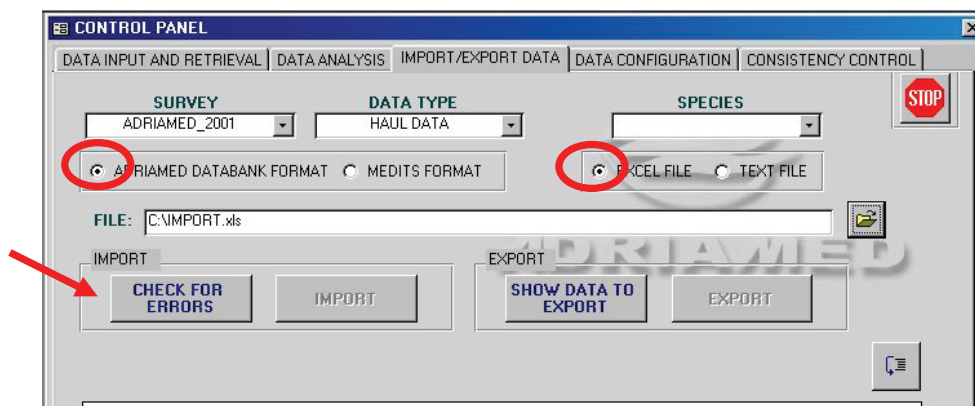 CONTROL PANEL
DATA INPUT AND RETRIEVAL DATA ANALYSIS IMPORT/EXPORT DATA DATA CONFIGURATION CONSISTENCY CONTROL
SURVEY DATA TYPE SPECIES STOP
ADRIAMED_2001 HAUL DATA
ADRIAMED DATABANK FORMAT MEDITS FORMAT EXCEL FILE TEXT FILE
FILE: C:\IMPORT.xls
ADRIAMED
IMPORT EXPORT
CHECK FOR ERRORS IMPORT SHOW DATA TO EXPORT EXPORT